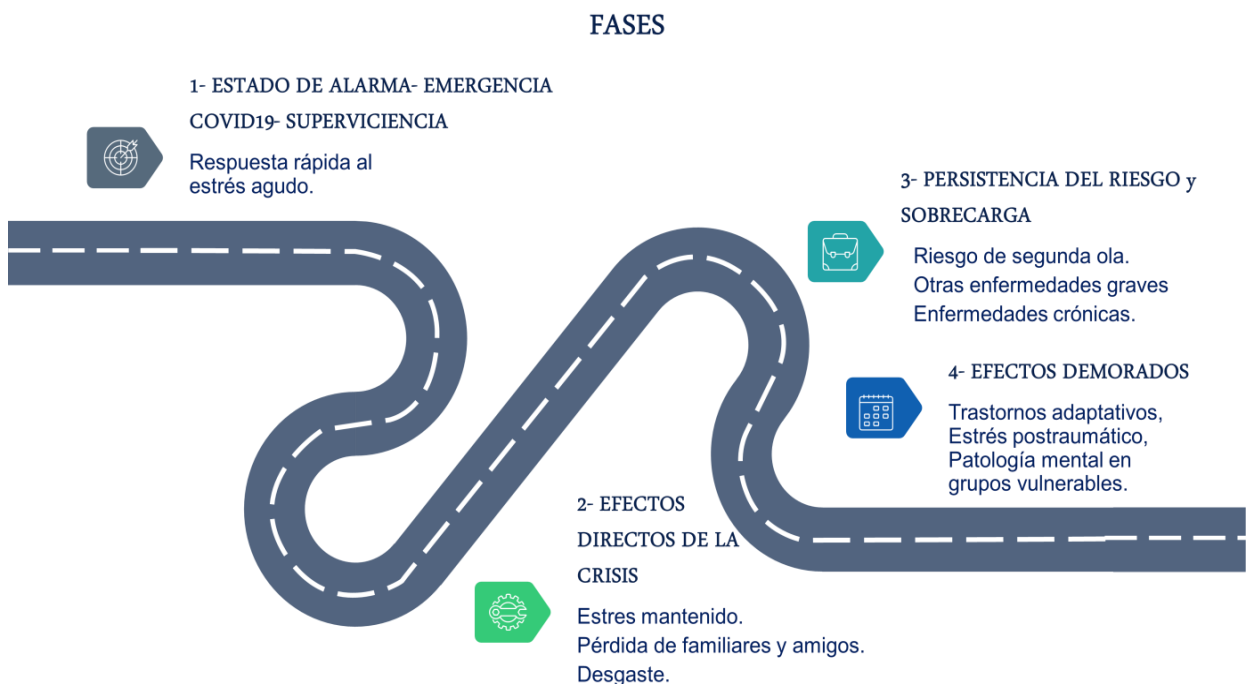 FASES
1- ESTADO DE ALARMA- EMERGENCIA
COVID19- SUPERVICIENCIA
Respuesta rápida al
estrés agudo.
2- EFECTOS
DIRECTOS DE LA
CRISIS
Estres mantenido.
Pérdida de familiares y amigos.
Desgaste.
3- PERSISTENCIA DEL RIESGO y
SOBRECARGA
Riesgo de segunda ola.
Otras enfermedades graves
Enfermedades crónicas.
4- EFECTOS DEMORADOS
Trastornos adaptativos,
Estrés postraumático,
Patología mental en
grupos vulnerables.